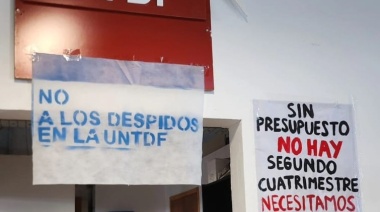 NO
A LOS DESPIDOS
EN LA UNTDF
SIN
PRESUPUESTO
NO HAY
SEGUNDO
CUATRIMESTRE
NECESITAMOS